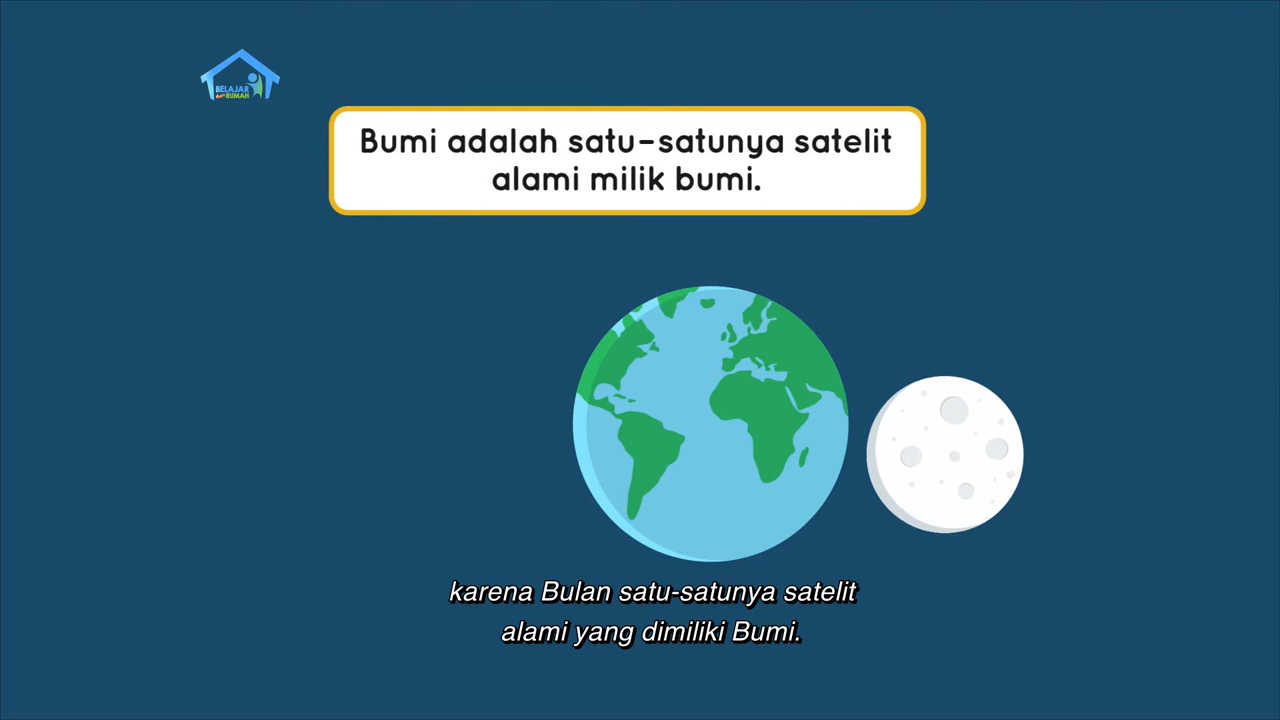 BELAJAR
dari RUMAH
Bumi adalah satu-satunya satelit
alami milik bumi.
karena Bulan satu-satunya satelit
alami yang dimiliki Bumi.